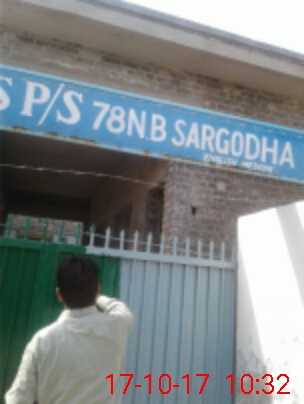 S P/S 78N.B SARGODHA
ENGLISH MEDIUM
17-10-17 10:32